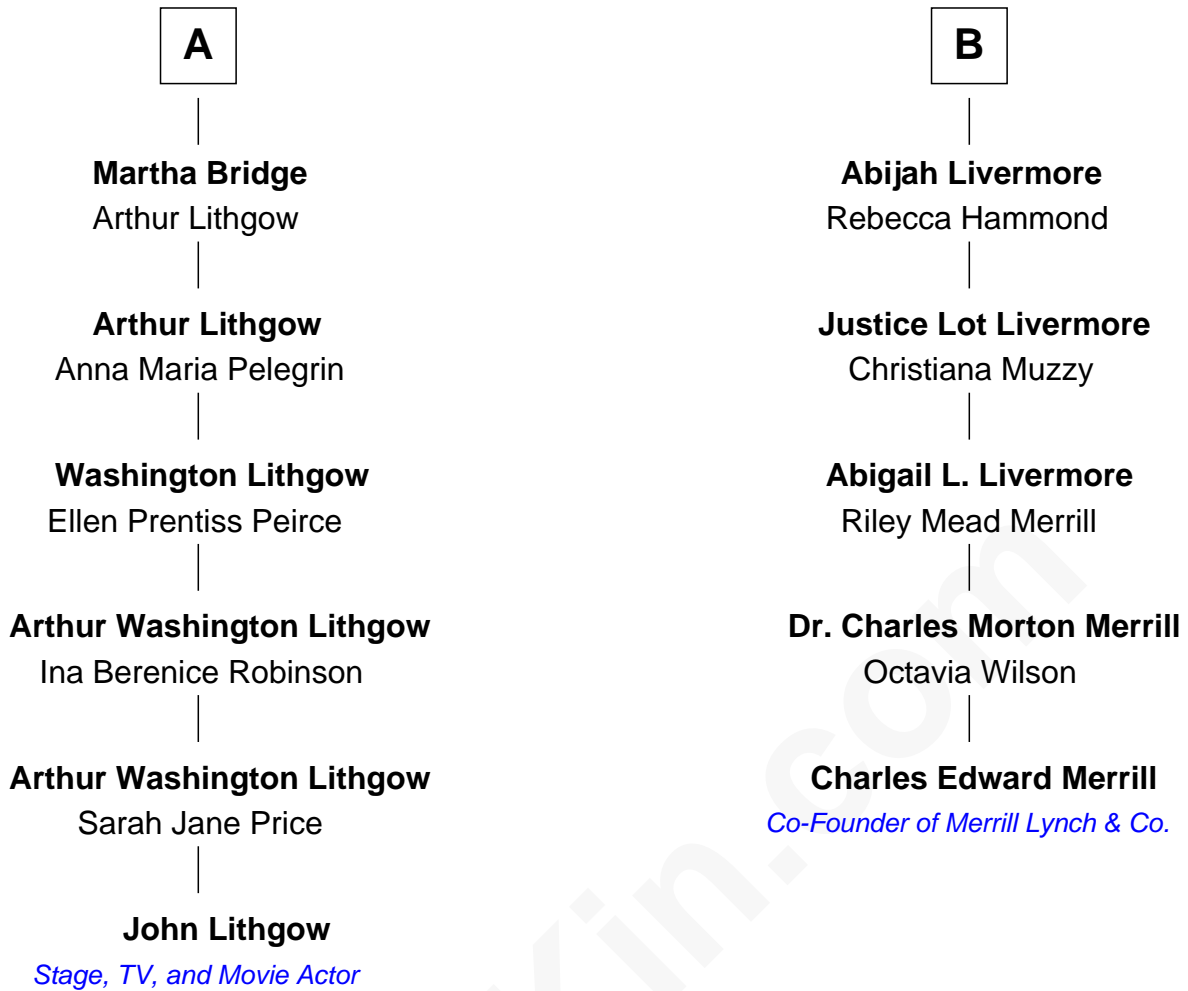 A
Martha Bridge
Arthur Lithgow
Arthur Lithgow
Anna Maria Pelegrin
Washington Lithgow
Ellen Prentiss Peirce
Arthur Washington Lithgow
Ina Berenice Robinson
Arthur Washington Lithgow
Sarah Jane Price
John Lithgow
Stage, TV, and Movie Actor
B
Abijah Livermore
Rebecca Hammond
Justice Lot Livermore
Christiana Muzzy
Abigail L. Livermore
Riley Mead Merrill
Dr. Charles Morton Merrill
Octavia Wilson
Charles Edward Merrill
Co-Founder of Merrill Lynch & Co.